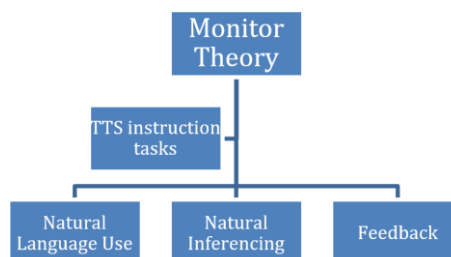 Monitor
Theory
TTS instruction
tasks
Natural
Language Use
Natural
Inferencing
Feedback